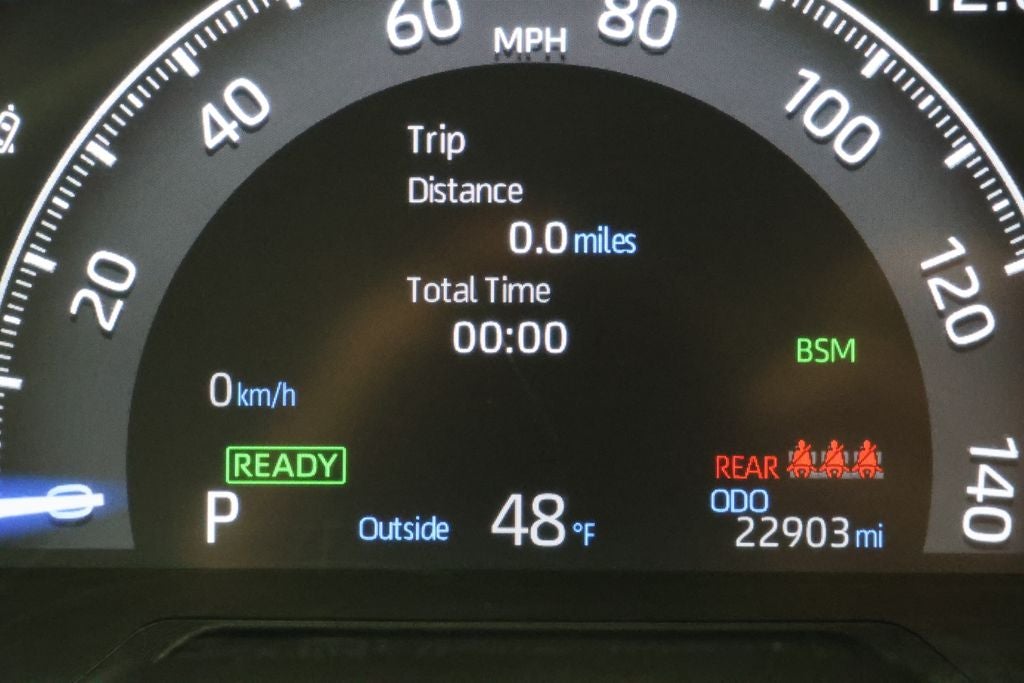 60 MPH 80
40
100
20
120
140
0
Trip
Distance
0.0 miles
Total Time
00:00
BSM
0 km/h
READY
REAR
P
Outside 48 °F
ODO
22903 mi